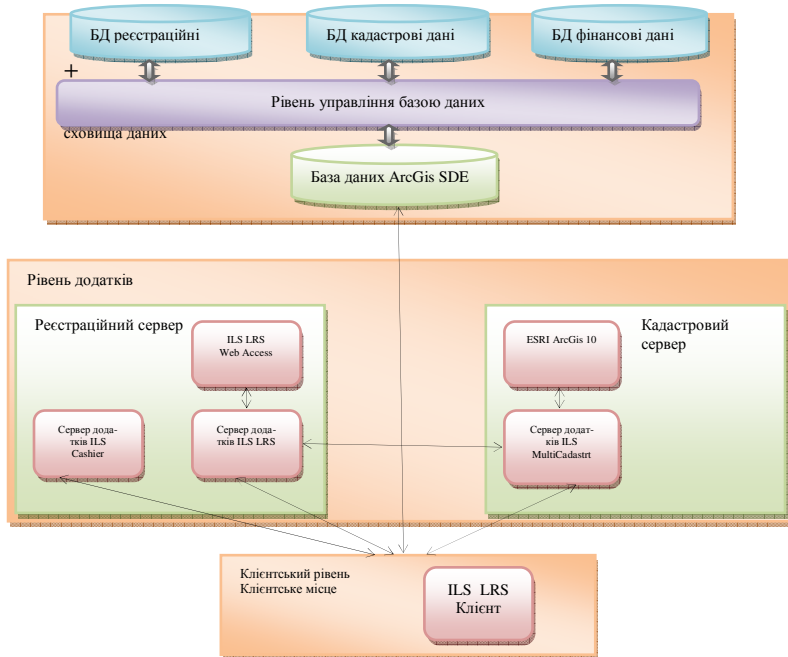 БД реєстраційні
БД кадастрові дані
БД фінансові дані
+
Рівень управління базою даних
сховища даних
База даних ArcGis SDE
Рівень додатків
Реєстраційний сервер
ILS LRS
Web Access
ESRI ArcGis 10
Кадастровий
сервер
Сервер дода-
тків ILS
Cashier
Сервер дода-
тків ILS LRS
Сервер додат-
ків ILS
MultiCadastrt
Клієнтський рівень
Клієнтське місце
ILS LRS
Клієнт